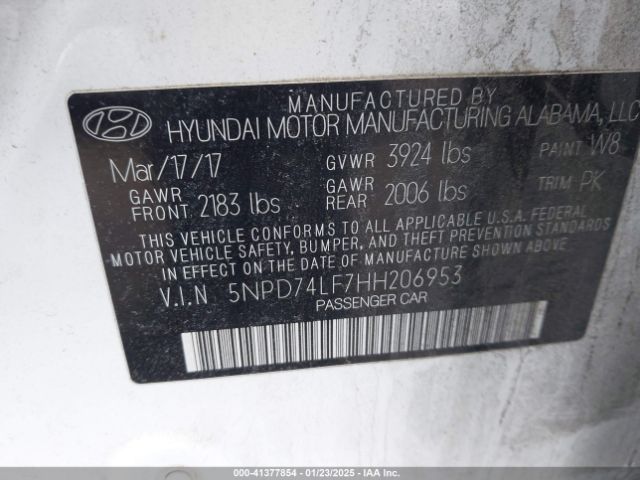 MANUFACTURED BY
HYUNDAI MOTOR MANUFACTURING ALABAMA, LLC
Mar/17/17 GVWR 3924 lbs PAINT W8
GAWR FRONT 2183 lbs GAWR REAR 2006 lbs TRIM PK
THIS VEHICLE CONFORMS TO ALL APPLICABLE U.S.A. FEDERAL
MOTOR VEHICLE SAFETY, BUMPER, AND THEFT PREVENTION STANDARDS
IN EFFECT ON THE DATE OF MANUFACTURE SHOWN ABOVE.
V.I.N 5NPD74LF7HH206953
PASSENGER CAR
000-41377854 - 01/23/2025 - IAA Inc.